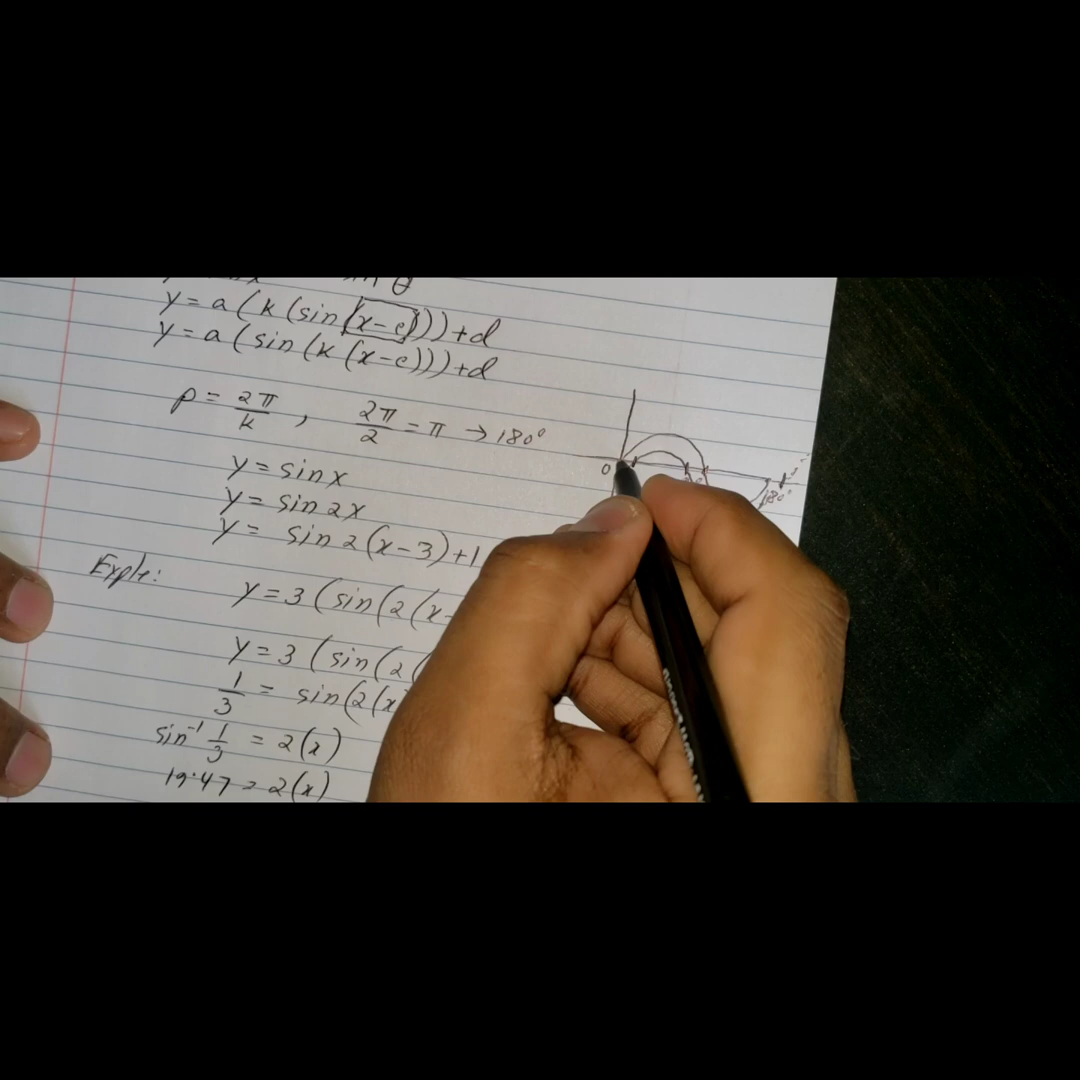 y = a(k(sin(x-c)))+d
y = a(sin(k(x-c)))+d
p = 2π/k , 2π/2 = π → 180°
y = sin x
y = sin 2x
y = sin 2(x-3)+1
0
180°
Exple:
y = 3(sin(2(x-
y = 3(sin(2(
1/3 = sin(2(x
sin⁻¹ 1/3 = 2(x)
19.47 = 2(x)